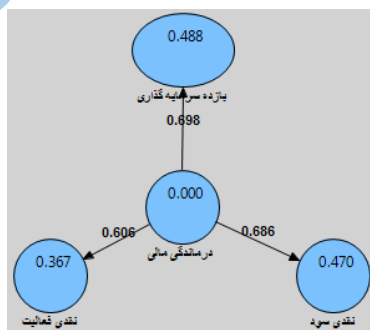 0.488
بازده سرمایه گذاری
0.698
0.000
درماندگی مالی
0.606
0.686
0.367
نقدی فعالیت
0.470
نقدی سود